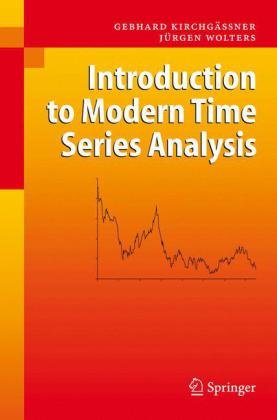 GEBHARD KIRCHGÄSSNER
JÜRGEN WOLTERS
Introduction
to Modern Time
Series Analysis
Springer